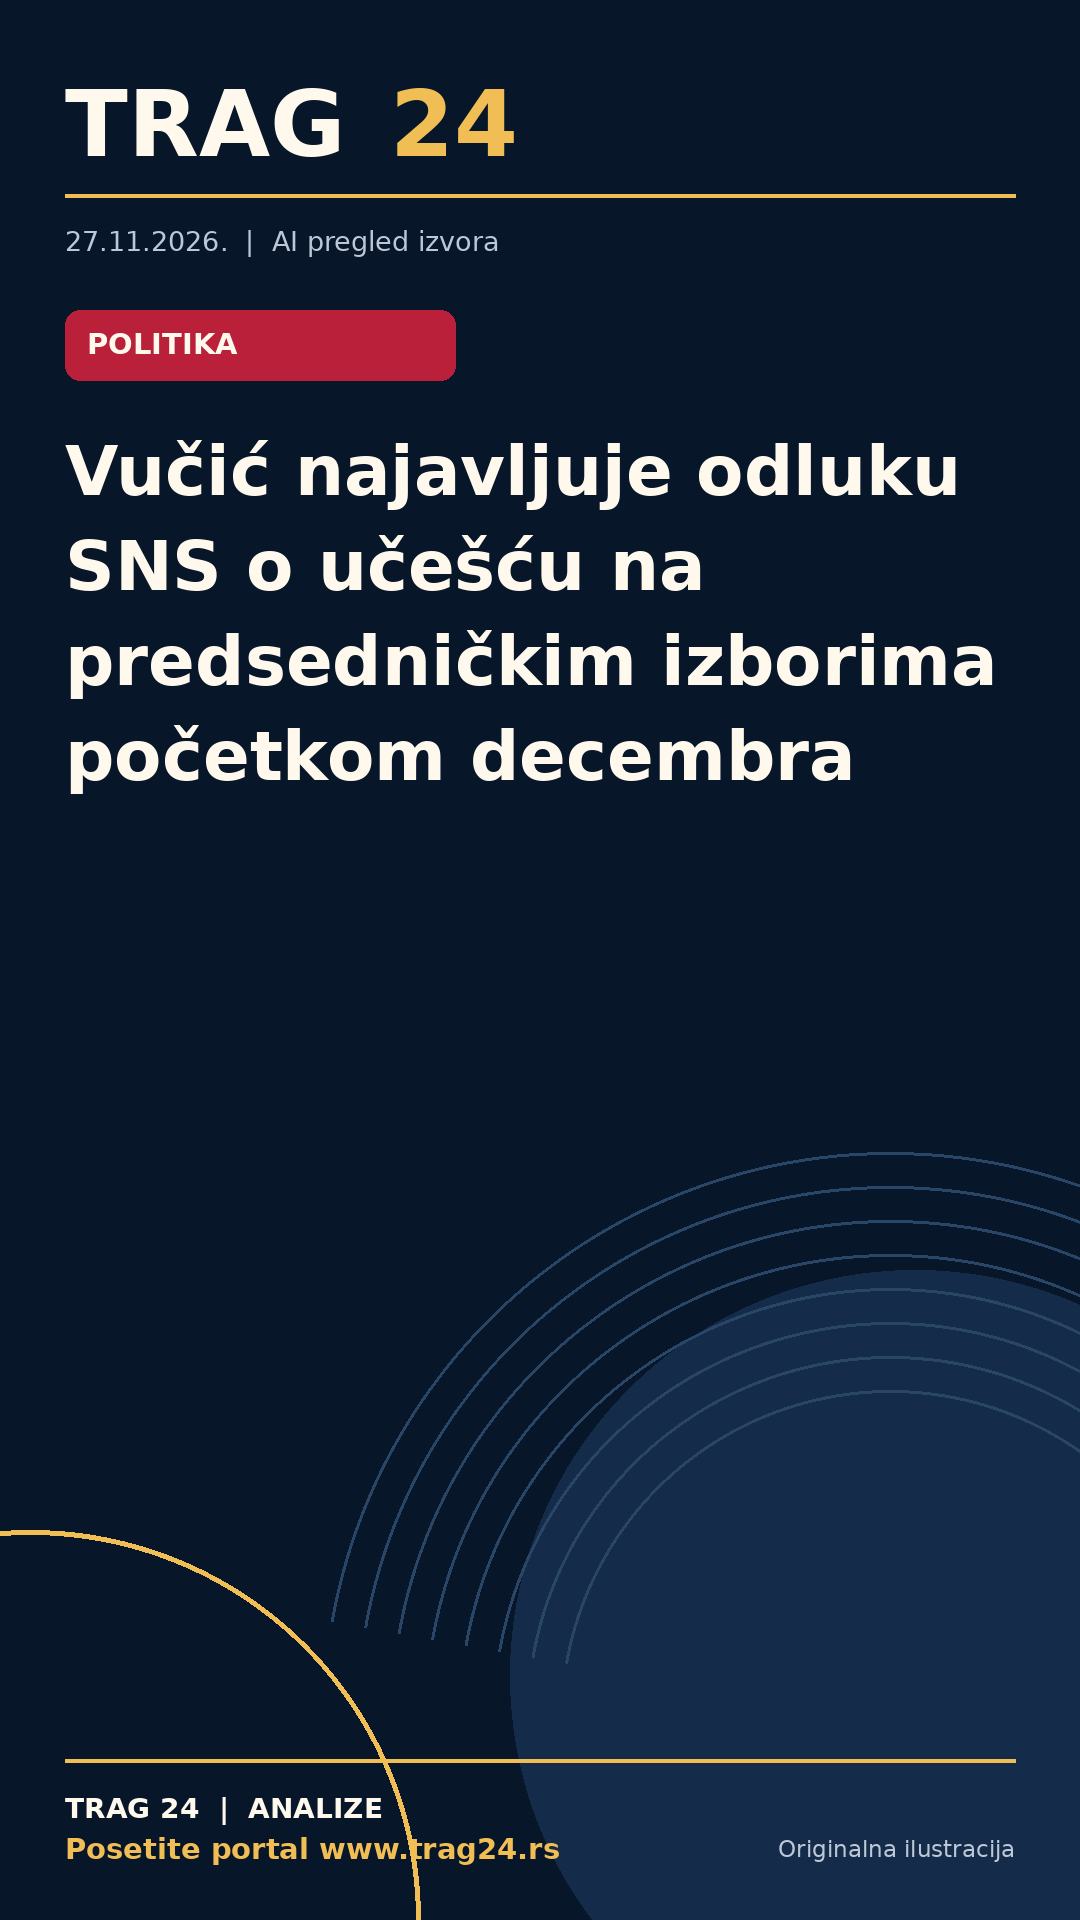 TRAG 24
27.11.2026. | AI pregled izvora
POLITIKA
Vučić najavljuje odluku
SNS o učešću na
predsedničkim izborima
početkom decembra
TRAG 24 | ANALIZE
Posetite portal www.trag24.rs
Originalna ilustracija